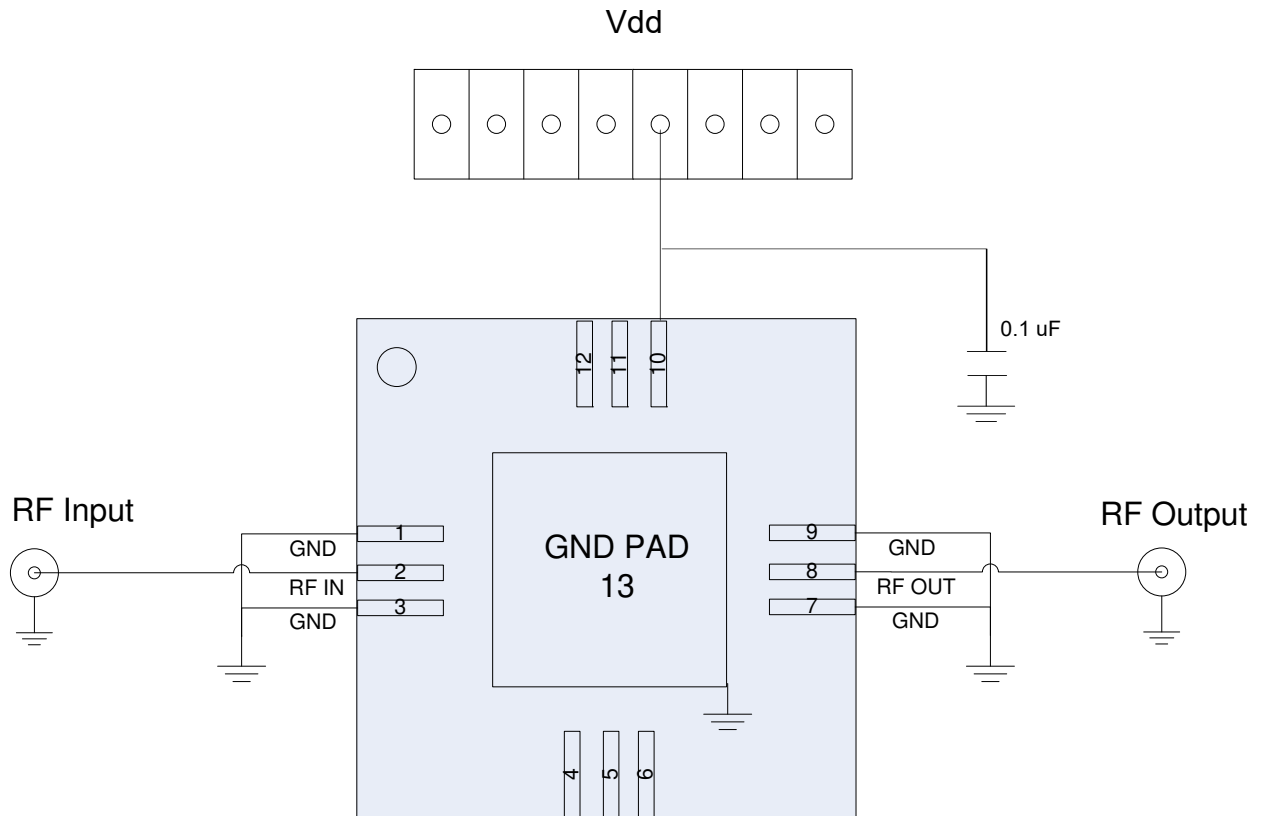 Vdd
0.1 uF
12
11
10
RF Input
RF Output
1
GND
2
RF IN
3
GND
GND PAD
13
9
GND
8
RF OUT
7
GND
4
5
6